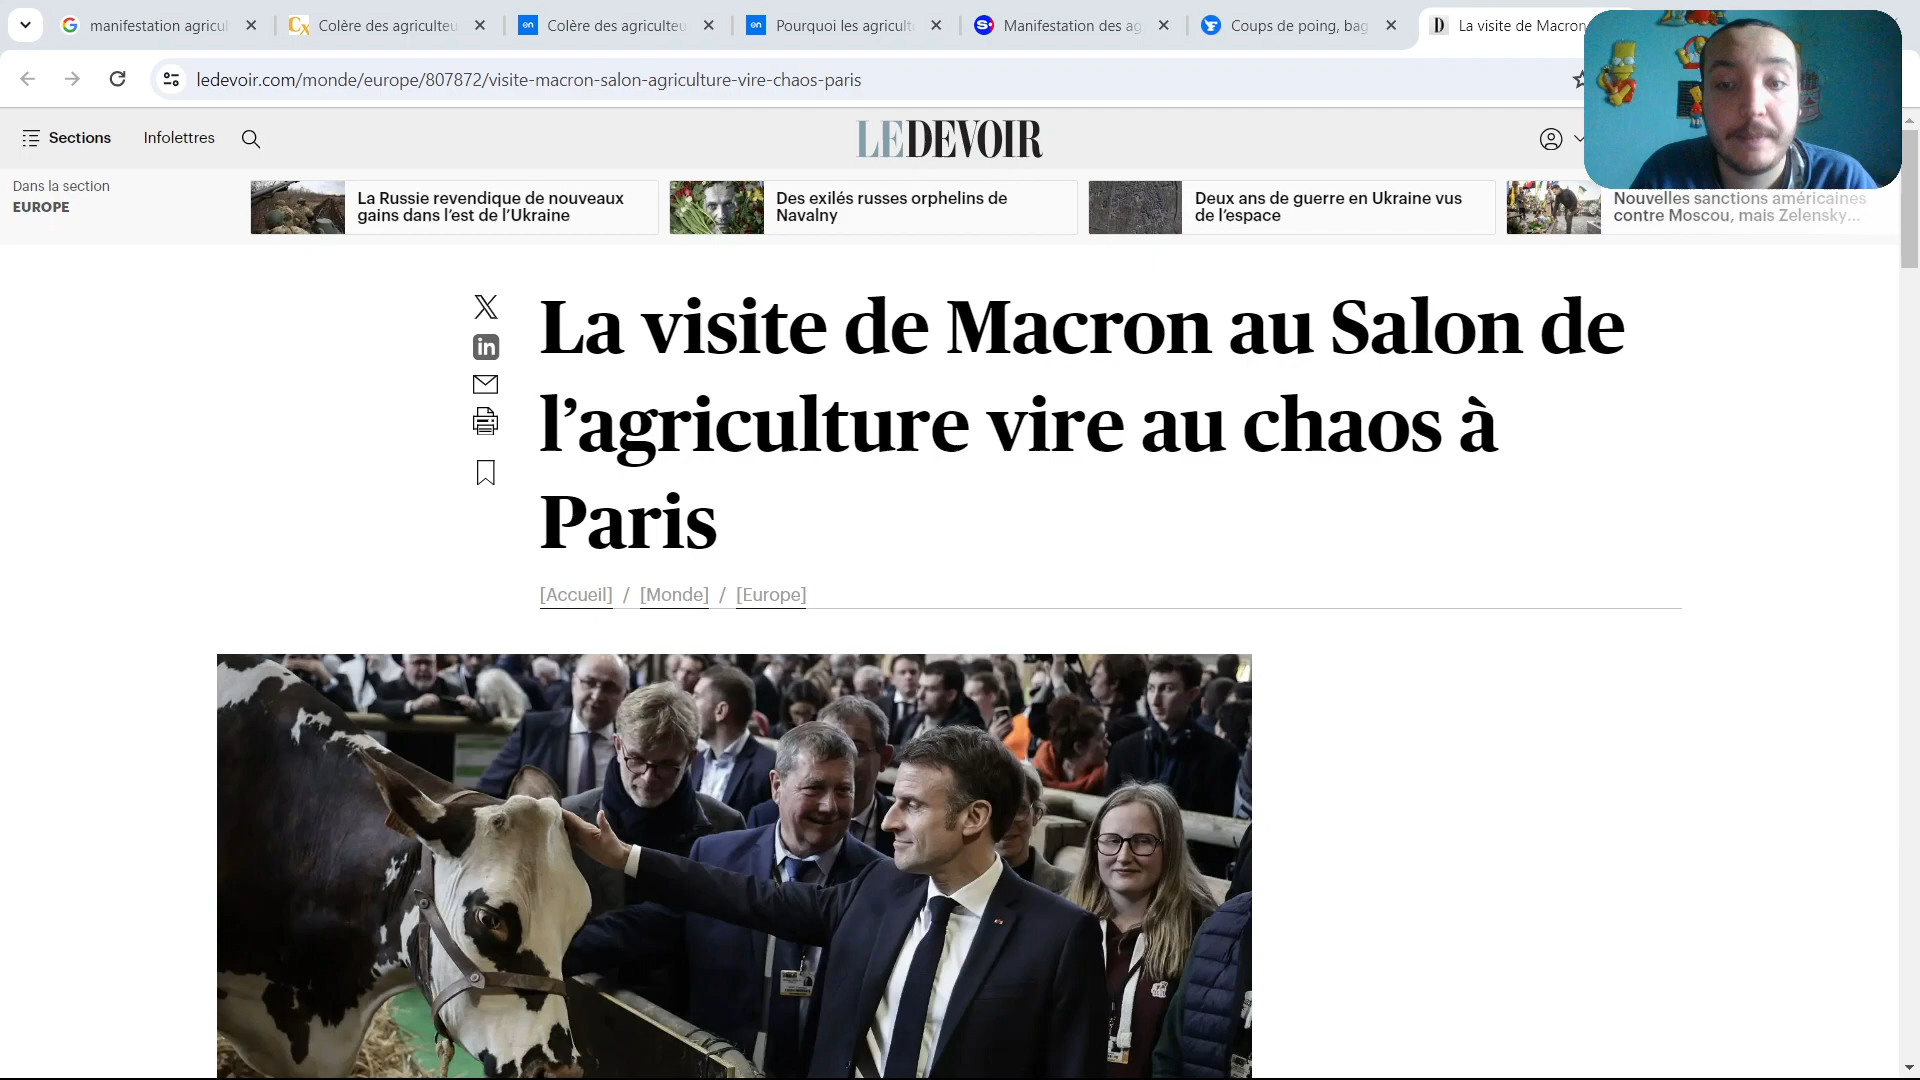 manifestation agricul
Colère des agriculteu
Colère des agriculteu
Pourquoi les agricult
Manifestation des ag
Coups de poing, bag
La visite de Macron
ledevoir.com/monde/europe/807872/visite-macron-salon-agriculture-vire-chaos-paris
Sections
Infolettres
LE DEVOIR
Dans la section
EUROPE
La Russie revendique de nouveaux
gains dans l’est de l’Ukraine
Des exilés russes orphelins de
Navalny
Deux ans de guerre en Ukraine vus
de l’espace
Nouvelles sanctions américaines
contre Moscou, mais Zelensky...
La visite de Macron au Salon de
l’agriculture vire au chaos à
Paris
[Accueil] / [Monde] / [Europe]